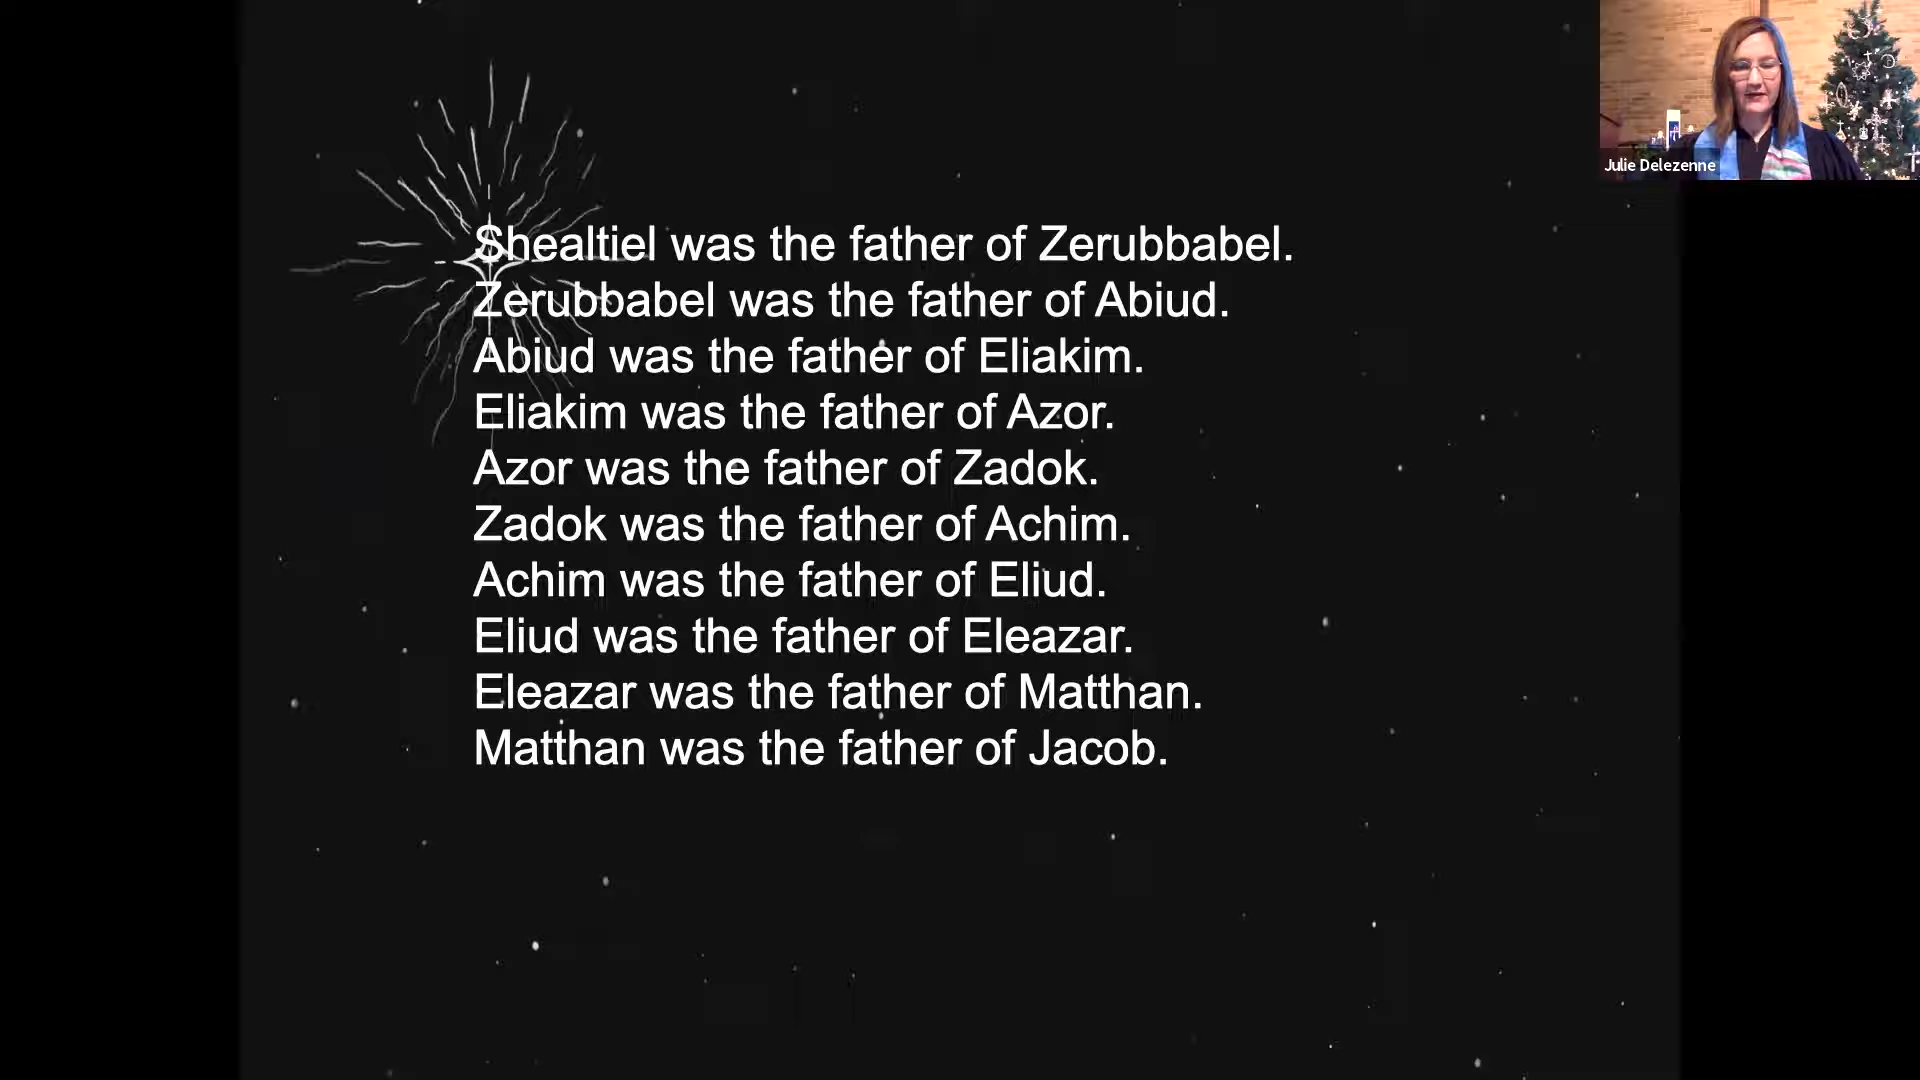 Shealtiel was the father of Zerubbabel.
Zerubbabel was the father of Abiud.
Abiud was the father of Eliakim.
Eliakim was the father of Azor.
Azor was the father of Zadok.
Zadok was the father of Achim.
Achim was the father of Eliud.
Eliud was the father of Eleazar.
Eleazar was the father of Matthan.
Matthan was the father of Jacob.
Julie Delezenne